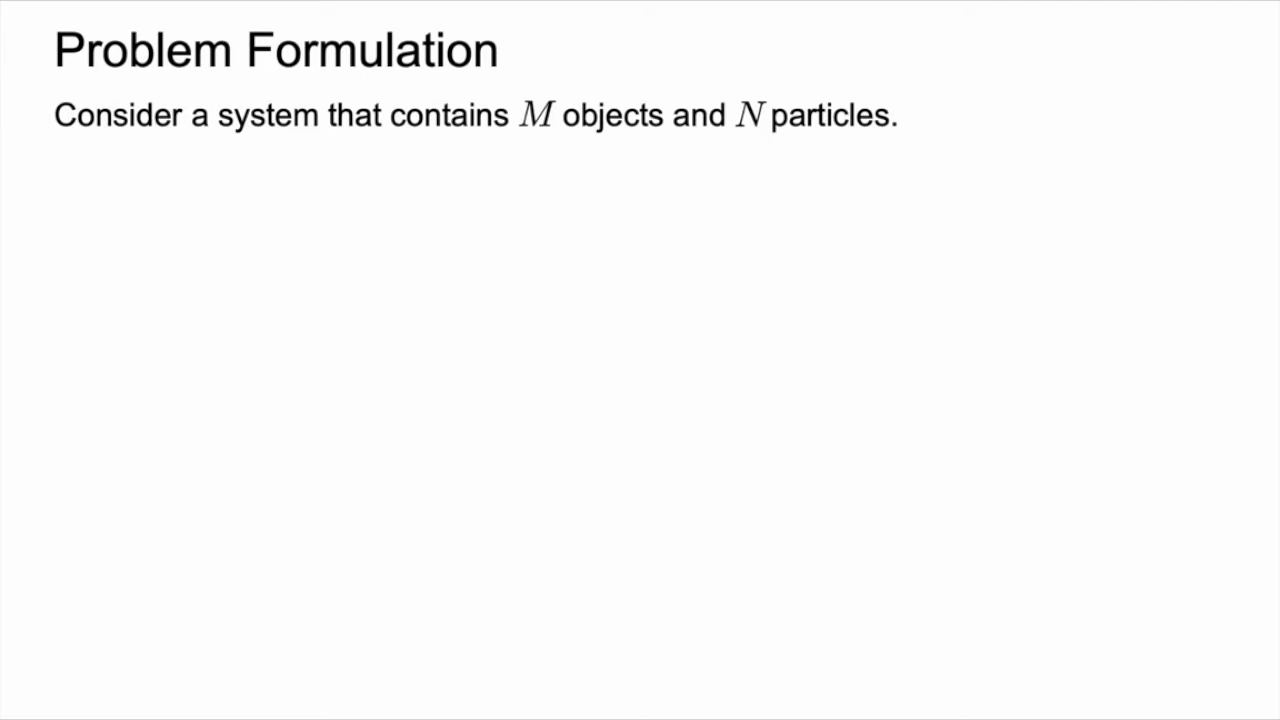 Problem Formulation
Consider a system that contains M objects and N particles.